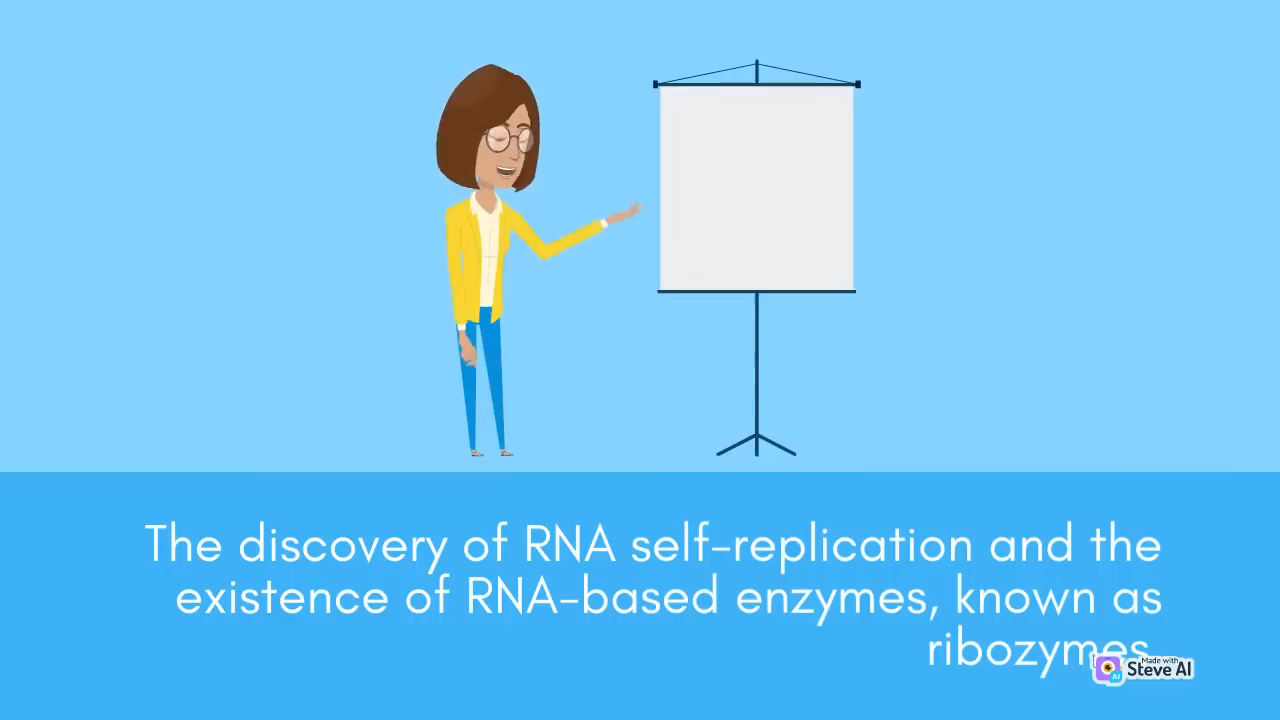 The discovery of RNA self-replication and the
existence of RNA-based enzymes, known as
ribozymes
Made with
Steve AI
AI